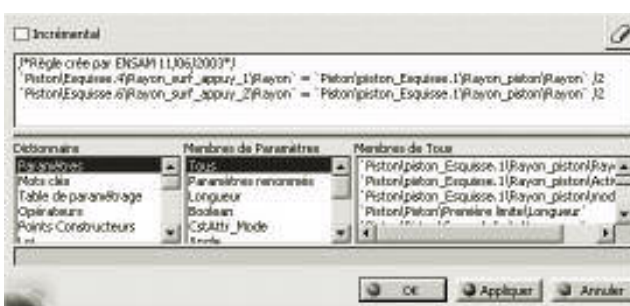 Incrémental
/*Règle crée par ENSAM 11/06/2003*/
`Piston\Esquisse.4\Rayon_surf_appuy_1\Rayon` = `Piston\piston_Esquisse.1\Rayon_piston\Rayon` /2
`Piston\Esquisse.6\Rayon_surf_appuy_2\Rayon` = `Piston\piston_Esquisse.1\Rayon_piston\Rayon` /2
Dictionnaire Membres de Paramètres Membres de Tous
Paramètres Tous `Piston\piston_Esquisse.1\Rayon_piston\Ray
Mots clés Paramètres renommés `Piston\piston_Esquisse.1\Rayon_piston\Acti
Table de paramétrage Longueur `Piston\piston_Esquisse.1\Rayon_piston\mod
Opérateurs Boolean `Piston\Piston\Première limite\Longueur`
Points Constructeurs CstAttr_Mode
Loi Angle
OK Appliquer Annuler